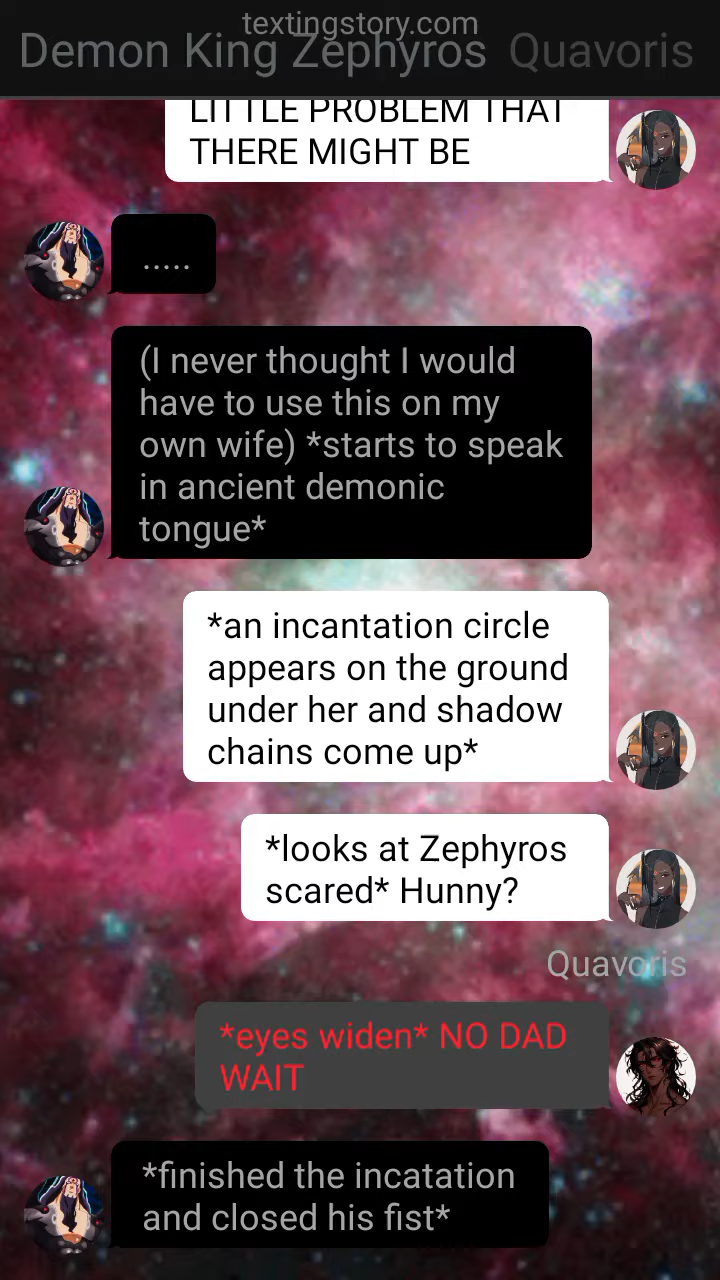 textingstory.com
Demon King Zephyros Quavoris
LITTLE PROBLEM THAT
THERE MIGHT BE
.....
(I never thought I would
have to use this on my
own wife) *starts to speak
in ancient demonic
tongue*
*an incantation circle
appears on the ground
under her and shadow
chains come up*
*looks at Zephyros
scared* Hunny?
Quavoris
*eyes widen* NO DAD
WAIT
*finished the incatation
and closed his fist*